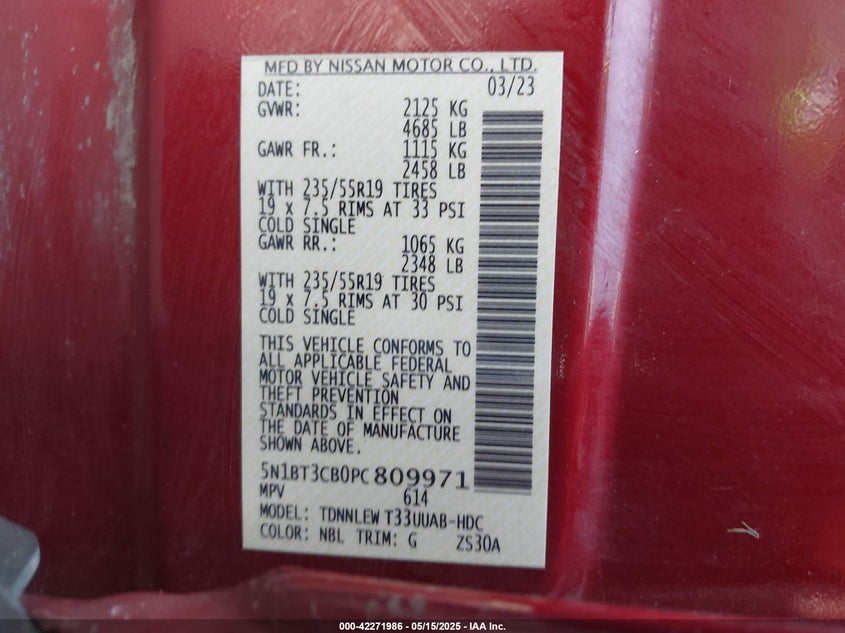 MFD BY NISSAN MOTOR CO., LTD.
DATE: 03/23
GVWR: 2125 KG
4685 LB
GAWR FR.: 1115 KG
2458 LB
WITH 235/55R19 TIRES
19 x 7.5 RIMS AT 33 PSI
COLD SINGLE
GAWR RR.: 1065 KG
2348 LB
WITH 235/55R19 TIRES
19 x 7.5 RIMS AT 30 PSI
COLD SINGLE
THIS VEHICLE CONFORMS TO
ALL APPLICABLE FEDERAL
MOTOR VEHICLE SAFETY AND
THEFT PREVENTION
STANDARDS IN EFFECT ON
THE DATE OF MANUFACTURE
SHOWN ABOVE.
5N1BT3CB0PC809971
MPV 614
MODEL: TDNNLEW T33UUAB-HDC
COLOR: NBL TRIM: G ZS30A
000-42271986 - 05/15/2025 - IAA Inc.